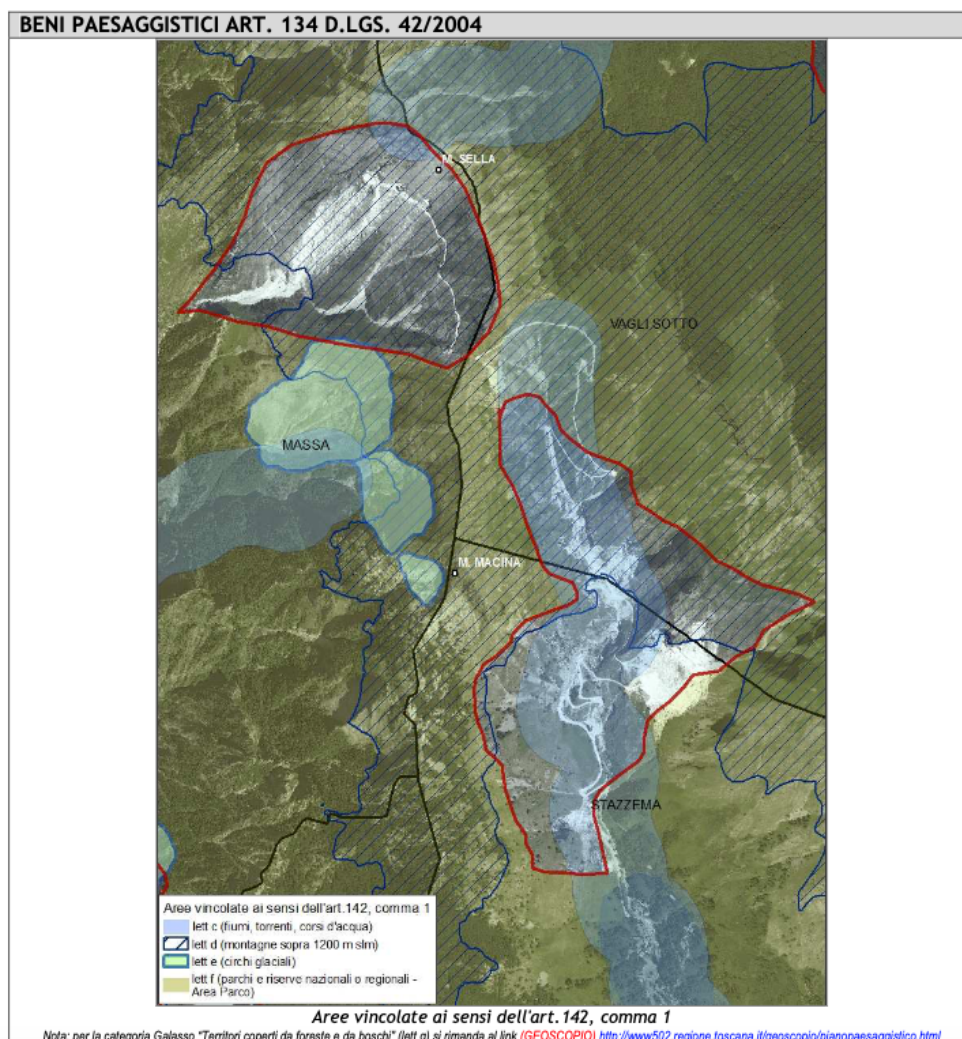 BENI PAESAGGISTICI ART. 134 D.LGS. 42/2004
M. SELLA
VAGLI SOTTO
MASSA
M. MACINA
STAZZEMA
Aree vincolate ai sensi dell'art.142, comma 1
lett c (fiumi, torrenti, corsi d'acqua)
lett d (montagne sopra 1200 m slm)
lett e (circhi glaciali)
lett f (parchi e riserve nazionali o regionali -
Area Parco)
Aree vincolate ai sensi dell'art.142, comma 1
Nota: per la categoria Galasso "Territori coperti da foreste e da boschi" (lett g) si rimanda al link (GEOSCOPIO) http://www502.regione.toscana.it/geoscopio/pianopaesaggistico.html